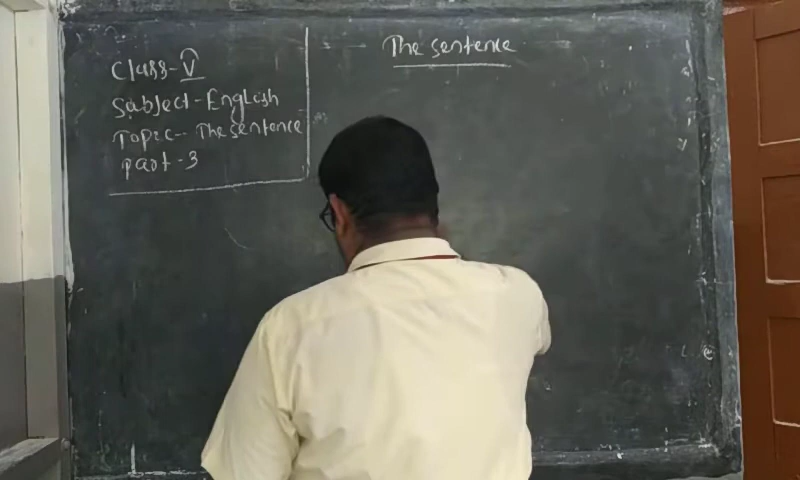 Class-V
Subject-English
Topic-- The sentence
Part-3
The sentence